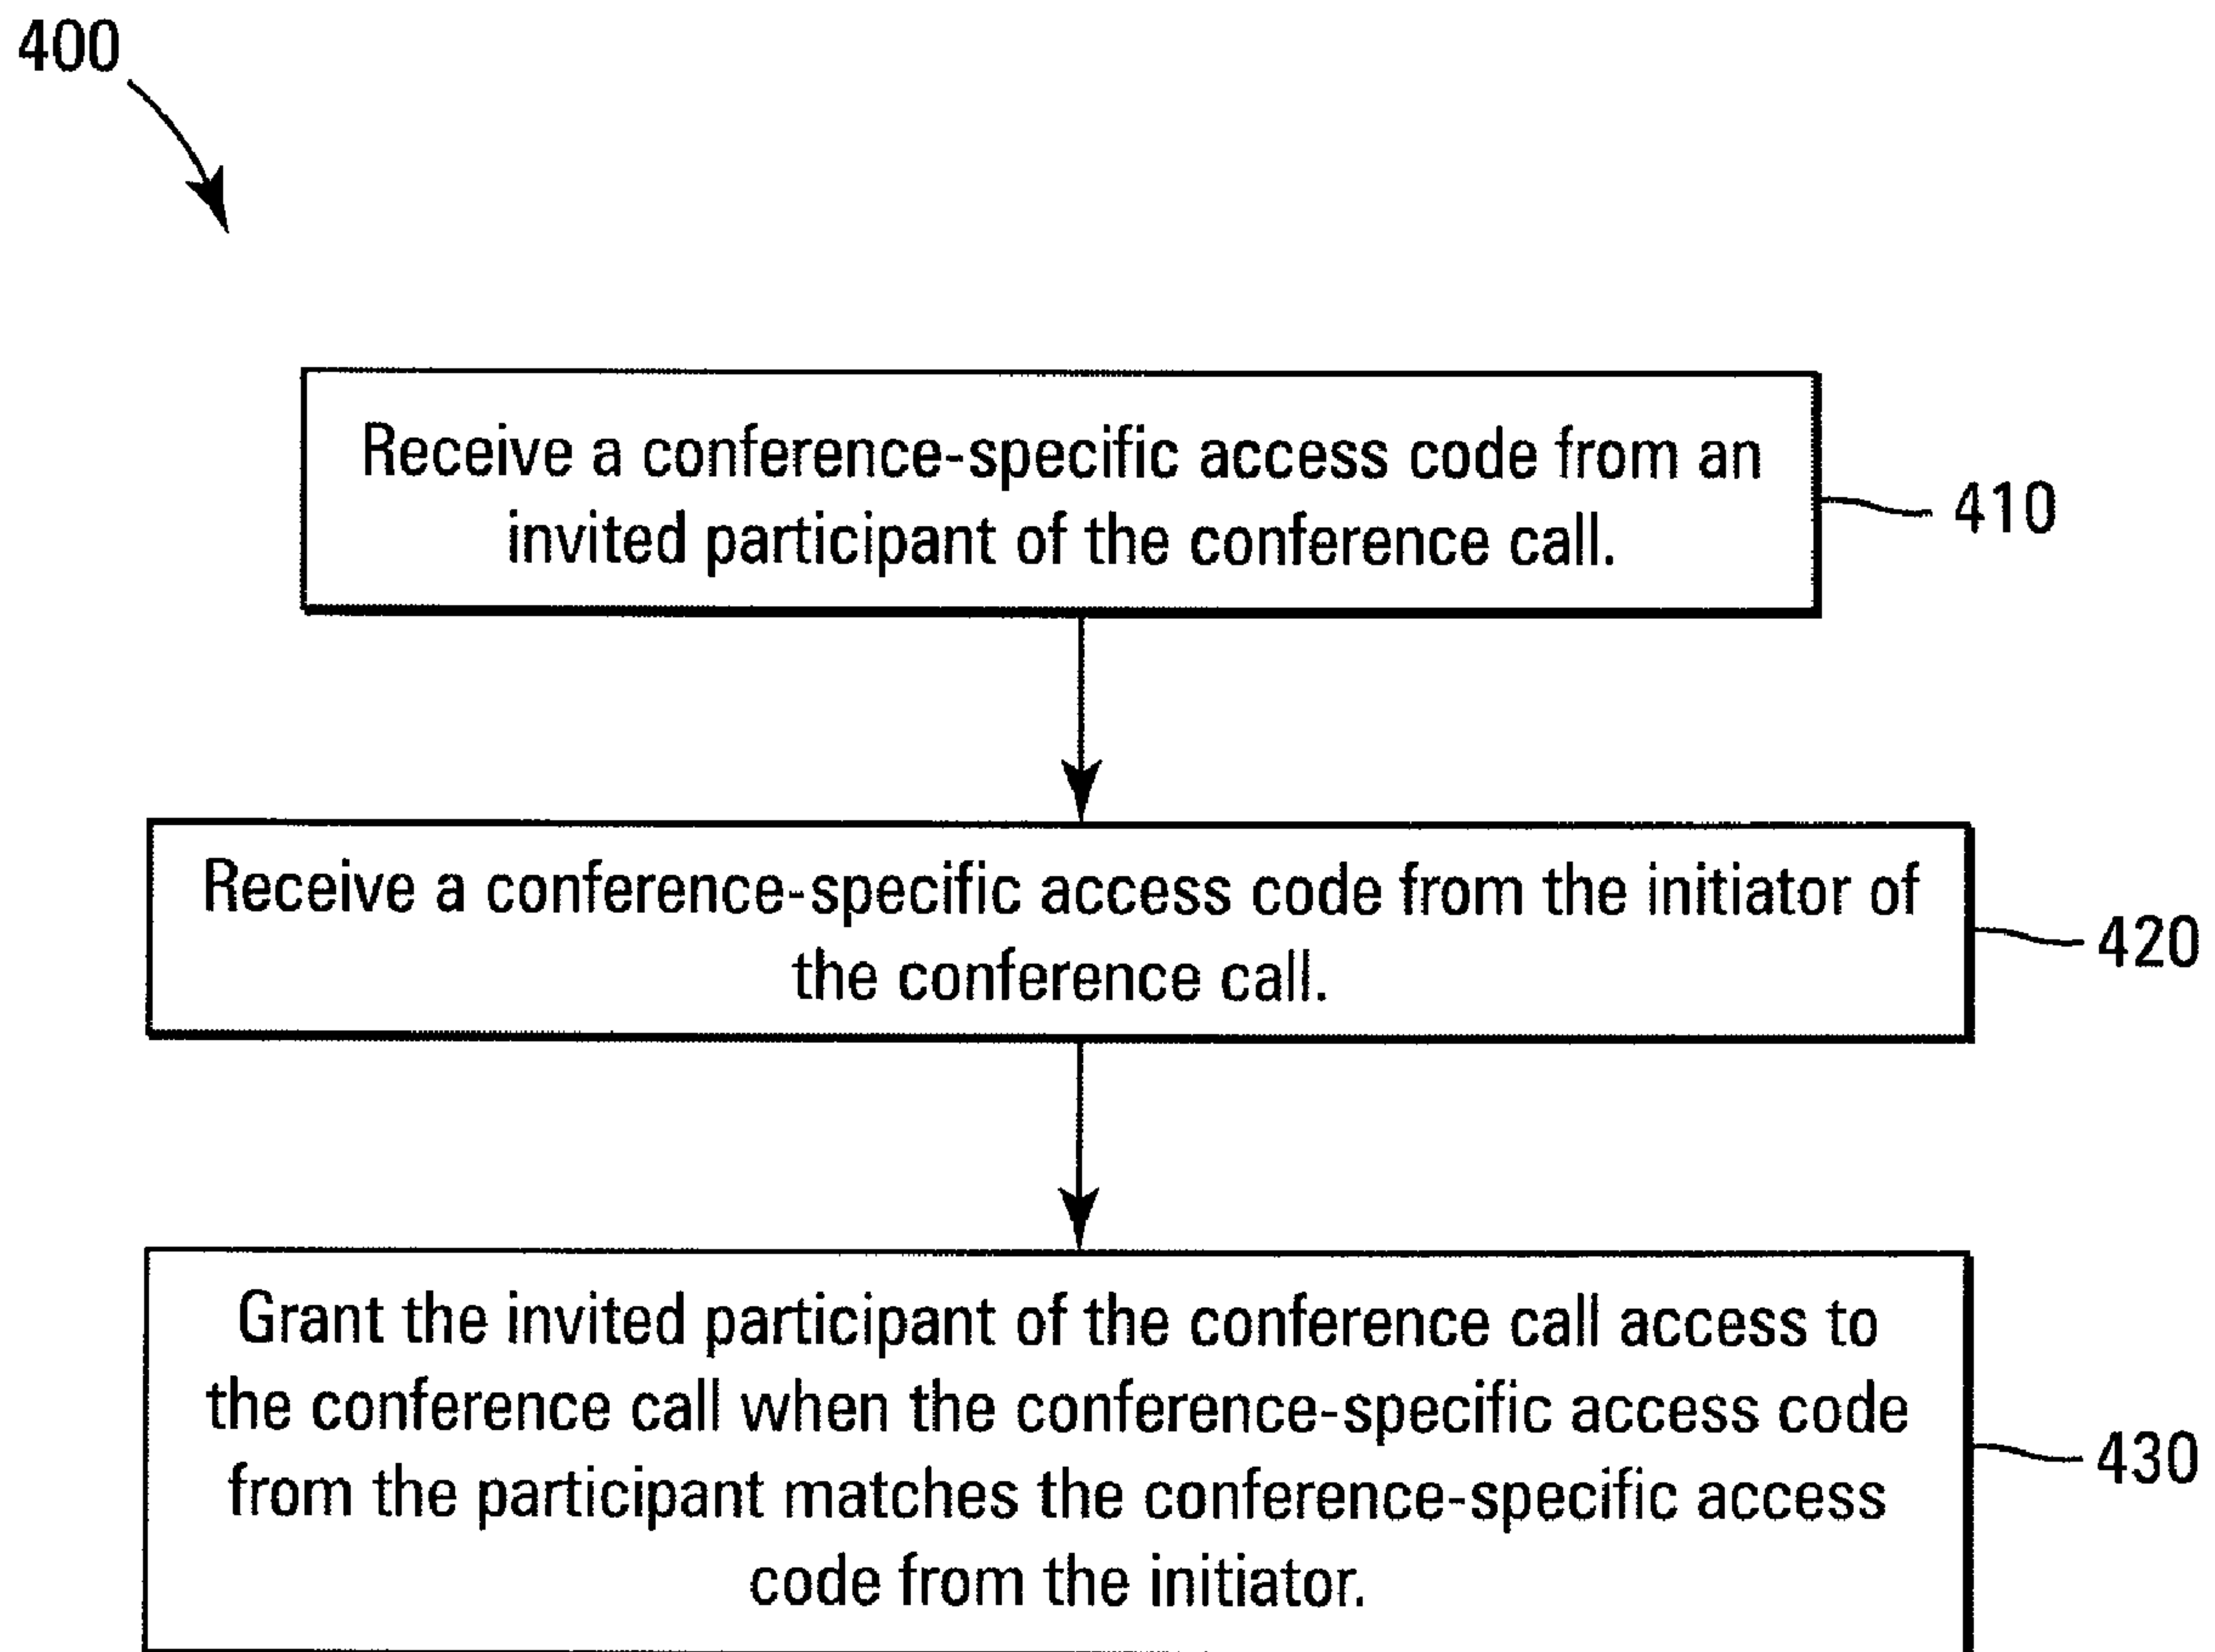 400
Receive a conference-specific access code from an
invited participant of the conference call.
410
Receive a conference-specific access code from the initiator of
the conference call.
420
Grant the invited participant of the conference call access to
the conference call when the conference-specific access code
from the participant matches the conference-specific access
code from the initiator.
430